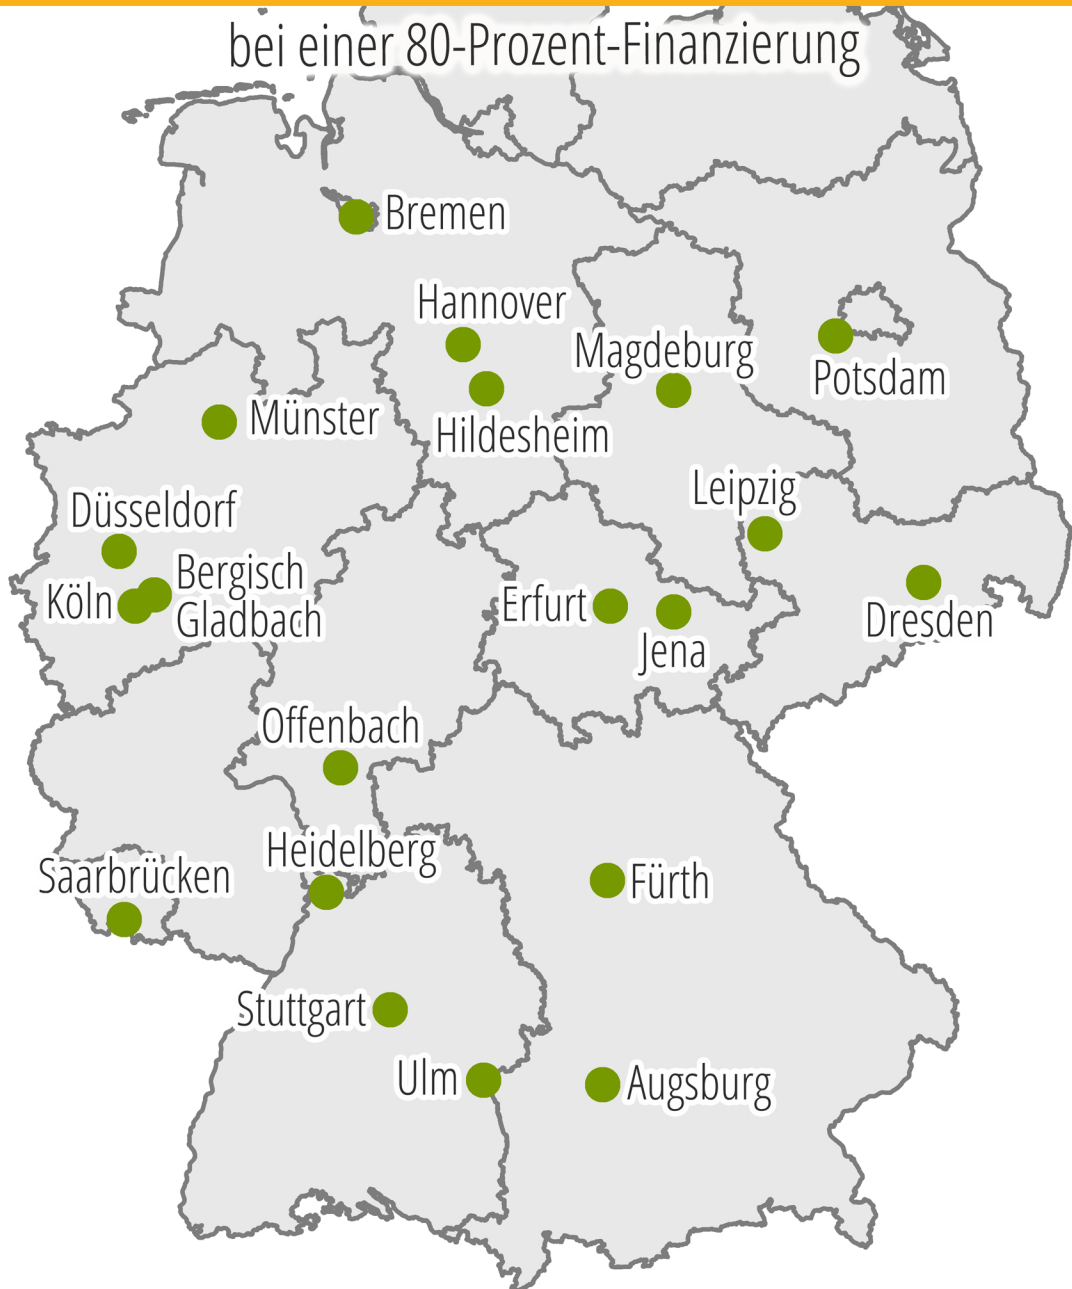 bei einer 80-Prozent-Finanzierung
Bremen
Hannover
Magdeburg
Potsdam
Münster
Hildesheim
Leipzig
Düsseldorf
Bergisch
Gladbach
Köln
Erfurt
Jena
Dresden
Offenbach
Heidelberg
Saarbrücken
Fürth
Stuttgart
Ulm
Augsburg